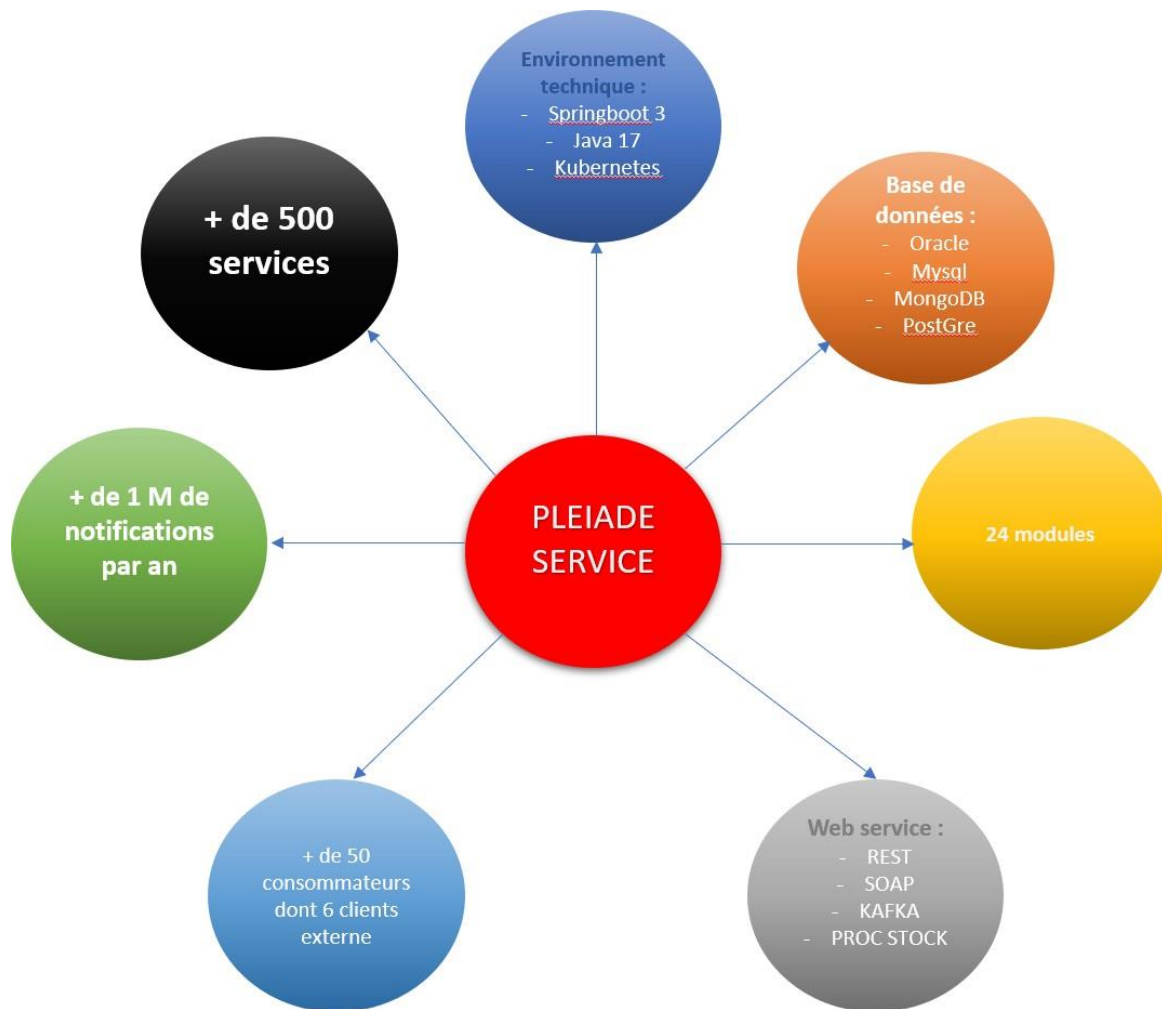 Environnement
technique :
- Springboot 3
- Java 17
- Kubernetes
+ de 500
services
Base de
données :
- Oracle
- Mysql
- MongoDB
- PostGre
+ de 1 M de
notifications
par an
PLEIADE
SERVICE
24 modules
+ de 50
consommateurs
dont 6 clients
externe
Web service :
- REST
- SOAP
- KAFKA
- PROC STOCK